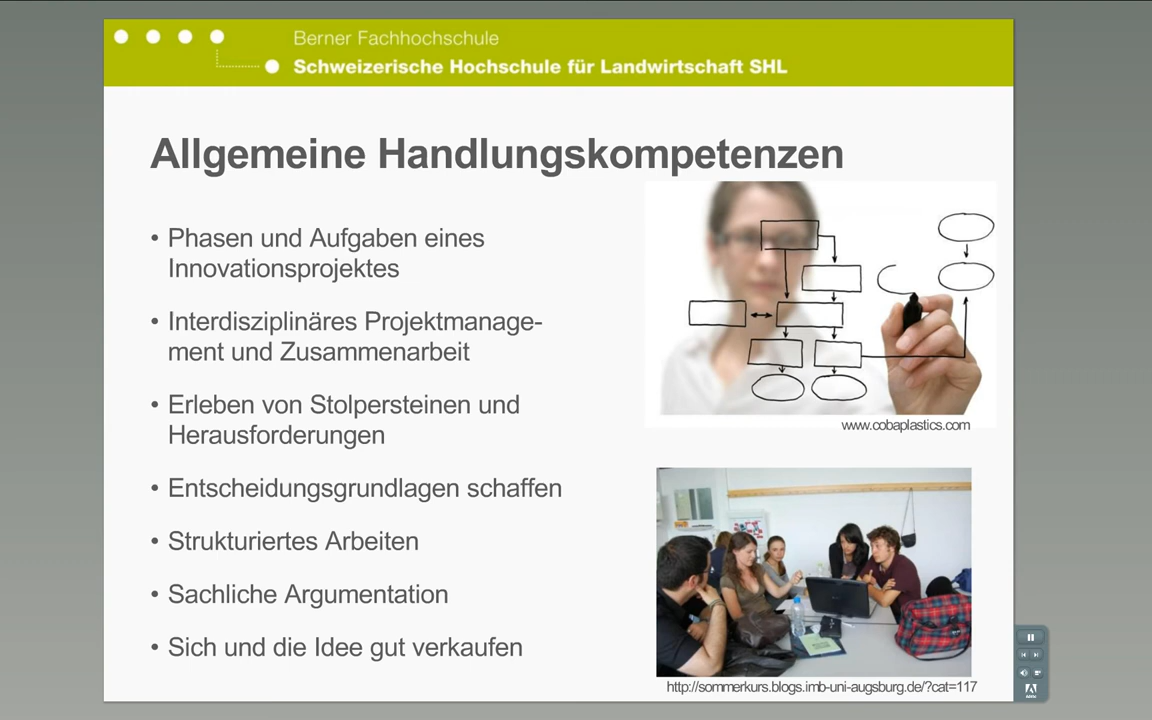 Berner Fachhochschule
Schweizerische Hochschule für Landwirtschaft SHL
Allgemeine Handlungskompetenzen
• Phasen und Aufgaben eines
Innovationsprojektes
• Interdisziplinäres Projektmanage-
ment und Zusammenarbeit
• Erleben von Stolpersteinen und
Herausforderungen
• Entscheidungsgrundlagen schaffen
• Strukturiertes Arbeiten
• Sachliche Argumentation
• Sich und die Idee gut verkaufen
www.cobaplastics.com
http://sommerkurs.blogs.imb-uni-augsburg.de/?cat=117